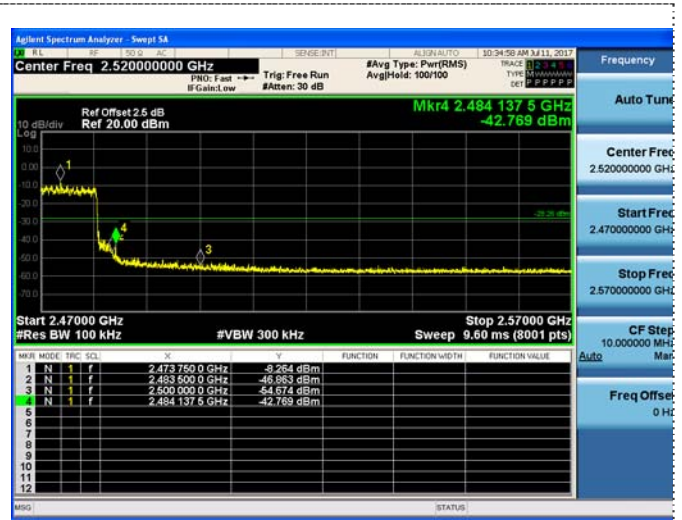 Agilent Spectrum Analyzer - Swept SA
RL RF 50 Ω AC SENSE:INT ALIGN AUTO 10:34:58 AM Jul 11, 2017
Center Freq 2.520000000 GHz
PNO: Fast
IFGain:Low
Trig: Free Run
#Atten: 30 dB
#Avg Type: Pwr(RMS)
Avg|Hold: 100/100
TRACE 1 2 3 4 5 6
TYPE M
DET P P P P P P
Frequency
Ref Offset 2.5 dB
10 dB/div Ref 20.00 dBm
Log
Mkr4 2.484 137 5 GHz
-42.769 dBm
Auto Tune
10.0
0.00
-10.0
-20.0
-30.0
-40.0
-50.0
-60.0
-70.0
1
4
3
-28.26 dBm
Center Freq
2.520000000 GHz
Start Freq
2.470000000 GHz
Stop Freq
2.570000000 GHz
Start 2.47000 GHz Stop 2.57000 GHz
#Res BW 100 kHz #VBW 300 kHz Sweep 9.60 ms (8001 pts)
CF Step
10.000000 MHz
Auto Man
MKR MODE TRC SCL X Y FUNCTION FUNCTION WIDTH FUNCTION VALUE
1 N 1 f 2.473 750 0 GHz -8.264 dBm
2 N 1 f 2.483 500 0 GHz -46.863 dBm
3 N 1 f 2.500 000 0 GHz -54.674 dBm
4 N 1 f 2.484 137 5 GHz -42.769 dBm
5
6
7
8
9
10
11
12
Freq Offset
0 Hz
MSG STATUS